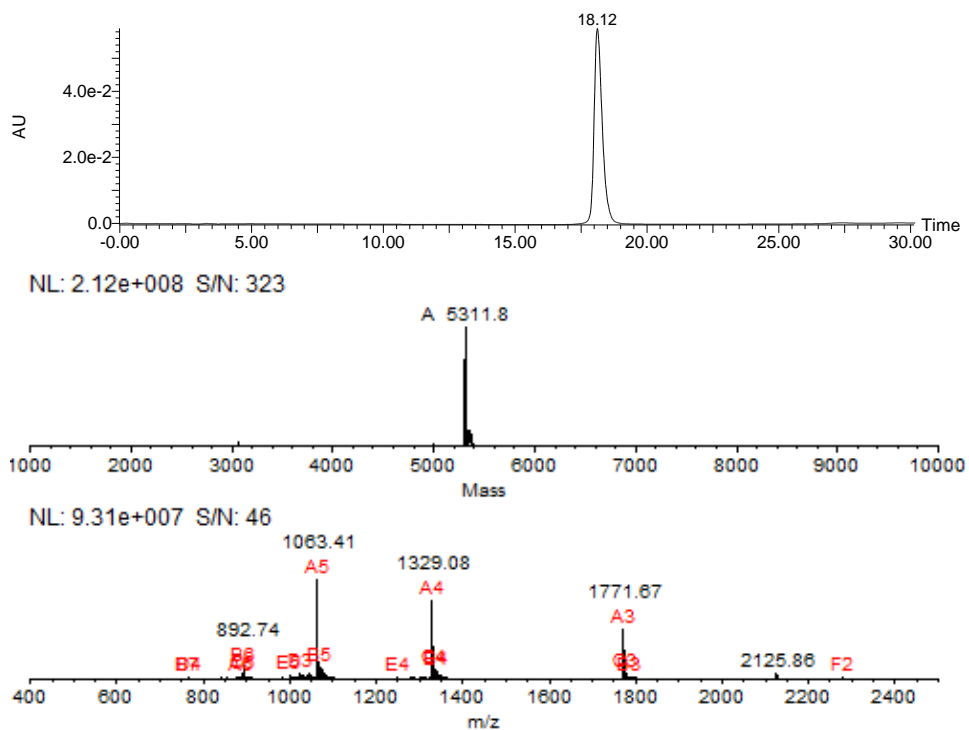 18.12
4.0e-2
AU
2.0e-2
0.0
-0.00 5.00 10.00 15.00 20.00 25.00 30.00 Time
NL: 2.12e+008 S/N: 323
A 5311.8
1000 2000 3000 4000 5000 6000 7000 8000 9000 10000
Mass
NL: 9.31e+007 S/N: 46
1063.41
A5
1329.08
A4
1771.67
A3
892.74
E5
E4
2125.86 F2
400 600 800 1000 1200 1400 1600 1800 2000 2200 2400
m/z